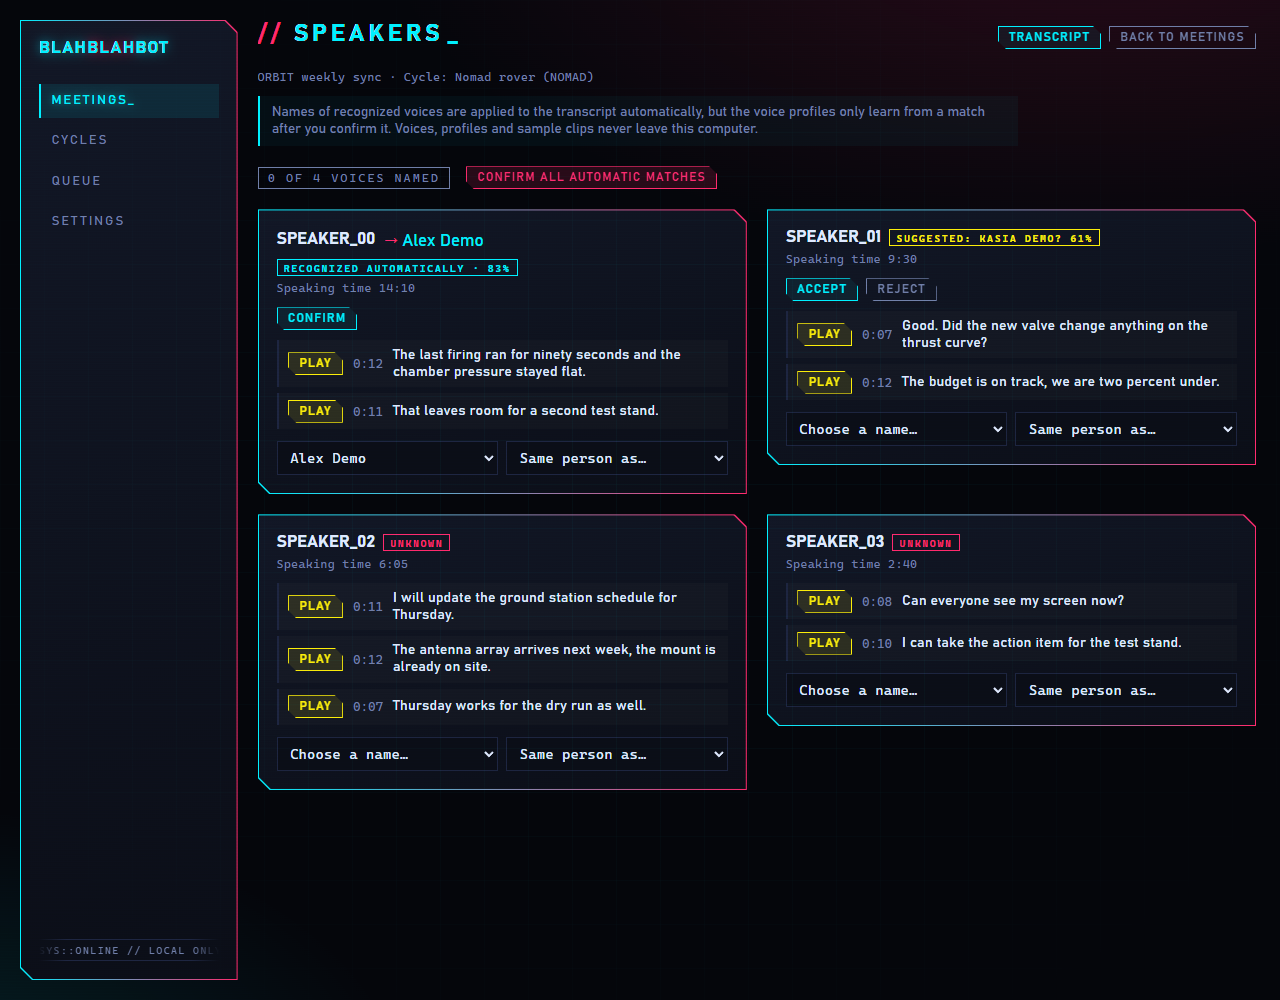 BLAHBLAHBOT
MEETINGS_
CYCLES
QUEUE
SETTINGS
SYS::ONLINE // LOCAL ONL
// SPEAKERS_
TRANSCRIPT
BACK TO MEETINGS
ORBIT weekly sync · Cycle: Nomad rover (NOMAD)
Names of recognized voices are applied to the transcript automatically, but the voice profiles only learn from a match
after you confirm it. Voices, profiles and sample clips never leave this computer.
0 OF 4 VOICES NAMED
CONFIRM ALL AUTOMATIC MATCHES
SPEAKER_00 → Alex Demo
RECOGNIZED AUTOMATICALLY · 83%
Speaking time 14:10
CONFIRM
PLAY 0:12 The last firing ran for ninety seconds and the
chamber pressure stayed flat.
PLAY 0:11 That leaves room for a second test stand.
Alex Demo
Same person as…
SPEAKER_01 SUGGESTED: KASIA DEMO? 61%
Speaking time 9:30
ACCEPT
REJECT
PLAY 0:07 Good. Did the new valve change anything on the
thrust curve?
PLAY 0:12 The budget is on track, we are two percent under.
Choose a name…
Same person as…
SPEAKER_02 UNKNOWN
Speaking time 6:05
PLAY 0:11 I will update the ground station schedule for
Thursday.
PLAY 0:12 The antenna array arrives next week, the mount is
already on site.
PLAY 0:07 Thursday works for the dry run as well.
Choose a name…
Same person as…
SPEAKER_03 UNKNOWN
Speaking time 2:40
PLAY 0:08 Can everyone see my screen now?
PLAY 0:10 I can take the action item for the test stand.
Choose a name…
Same person as…